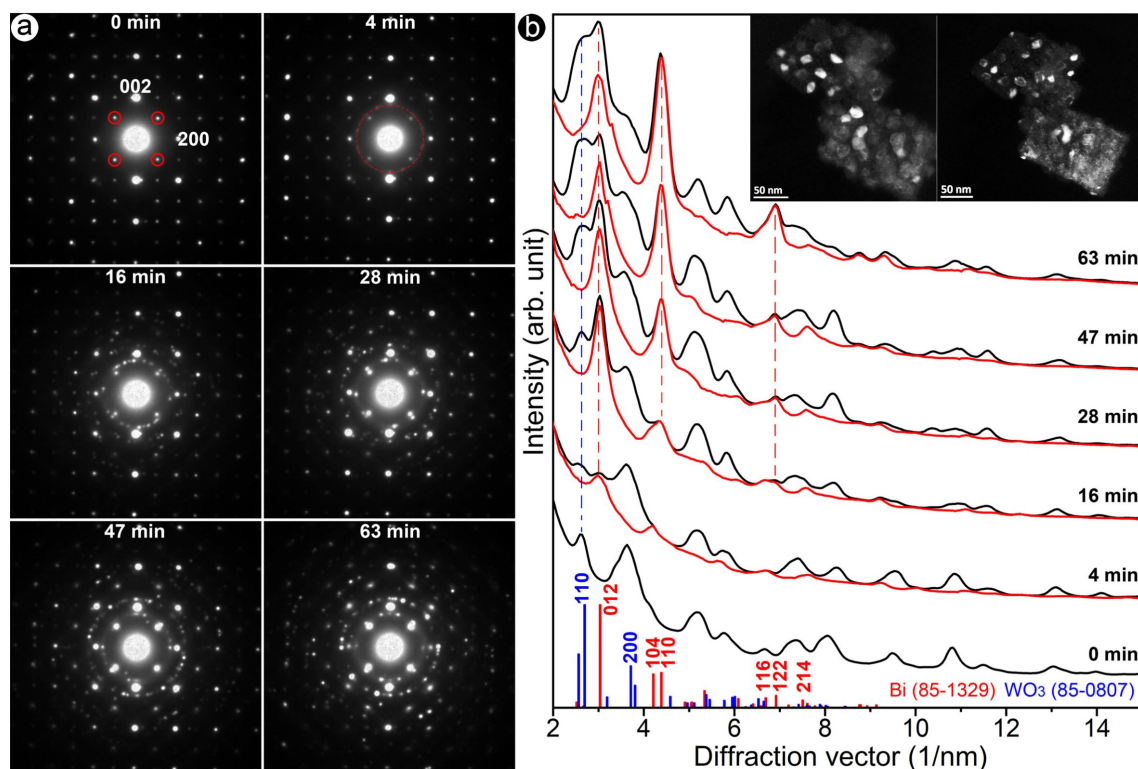 a
0 min
002
200
4 min
16 min
28 min
47 min
63 min
b
50 nm
50 nm
Intensity (arb. unit)
63 min
47 min
28 min
16 min
4 min
0 min
110
012
200
104
110
116
122
214
Bi (85-1329) WO₃ (85-0807)
2 4 6 8 10 12 14
Diffraction vector (1/nm)